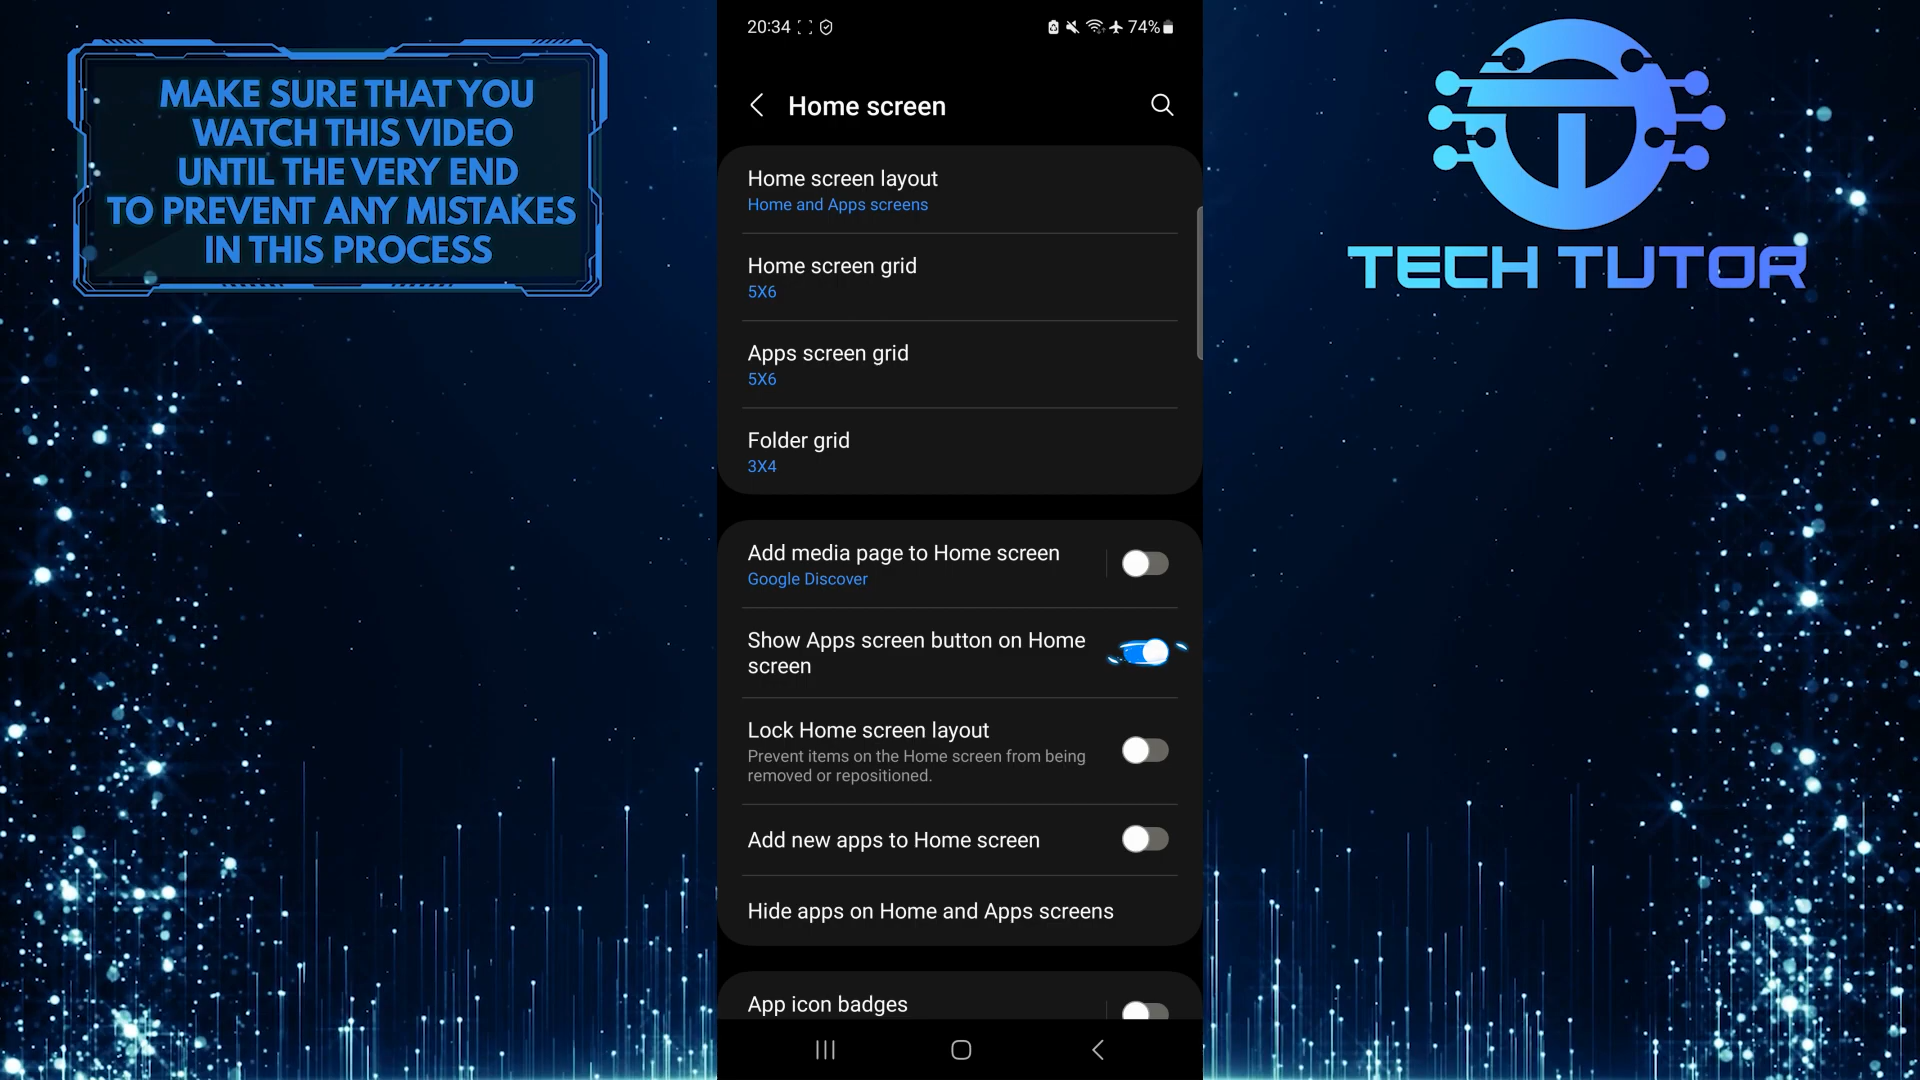 MAKE SURE THAT YOU
WATCH THIS VIDEO
UNTIL THE VERY END
TO PREVENT ANY MISTAKES
IN THIS PROCESS
20:34
74%
Home screen
Home screen layout
Home and Apps screens
Home screen grid
5X6
Apps screen grid
5X6
Folder grid
3X4
Add media page to Home screen
Google Discover
Show Apps screen button on Home
screen
Lock Home screen layout
Prevent items on the Home screen from being
removed or repositioned.
Add new apps to Home screen
Hide apps on Home and Apps screens
App icon badges
TECH TUTOR